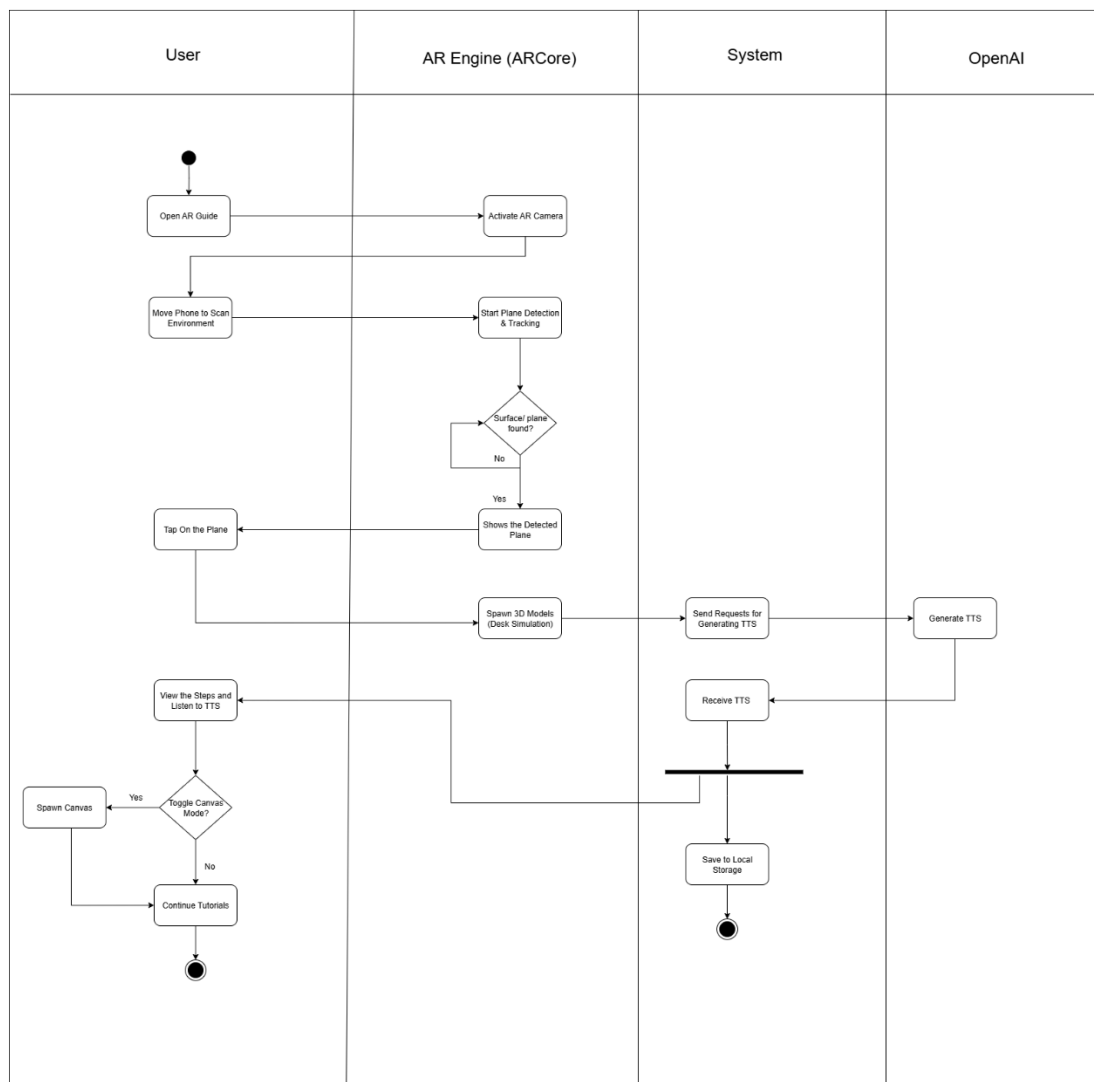 User
AR Engine (ARCore)
System
OpenAI
Open AR Guide
Activate AR Camera
Move Phone to Scan
Environment
Start Plane Detection
& Tracking
Surface/ plane
found?
No
Yes
Shows the Detected
Plane
Tap On the Plane
Spawn 3D Models
(Desk Simulation)
Send Requests for
Generating TTS
Generate TTS
View the Steps and
Listen to TTS
Receive TTS
Toggle Canvas
Mode?
Yes
Spawn Canvas
No
Save to Local
Storage
Continue Tutorials